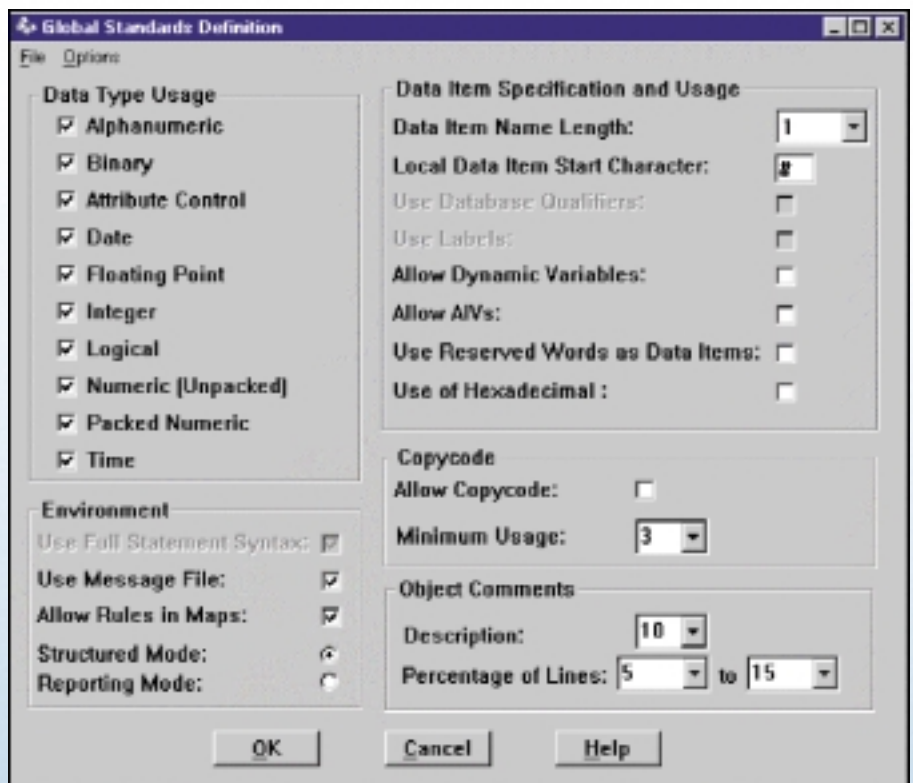 Global Standards Definition
File Options
Data Type Usage
Alphanumeric
Binary
Attribute Control
Date
Floating Point
Integer
Logical
Numeric (Unpacked)
Packed Numeric
Time
Environment
Use Full Statement Syntax:
Use Message File:
Allow Rules in Maps:
Structured Mode:
Reporting Mode:
Data Item Specification and Usage
Data Item Name Length: 1
Local Data Item Start Character: #
Use Database Qualifiers:
Use Labels:
Allow Dynamic Variables:
Allow AIVs:
Use Reserved Words as Data Items:
Use of Hexadecimal :
Copycode
Allow Copycode:
Minimum Usage: 3
Object Comments
Description: 10
Percentage of Lines: 5 to 15
OK Cancel Help